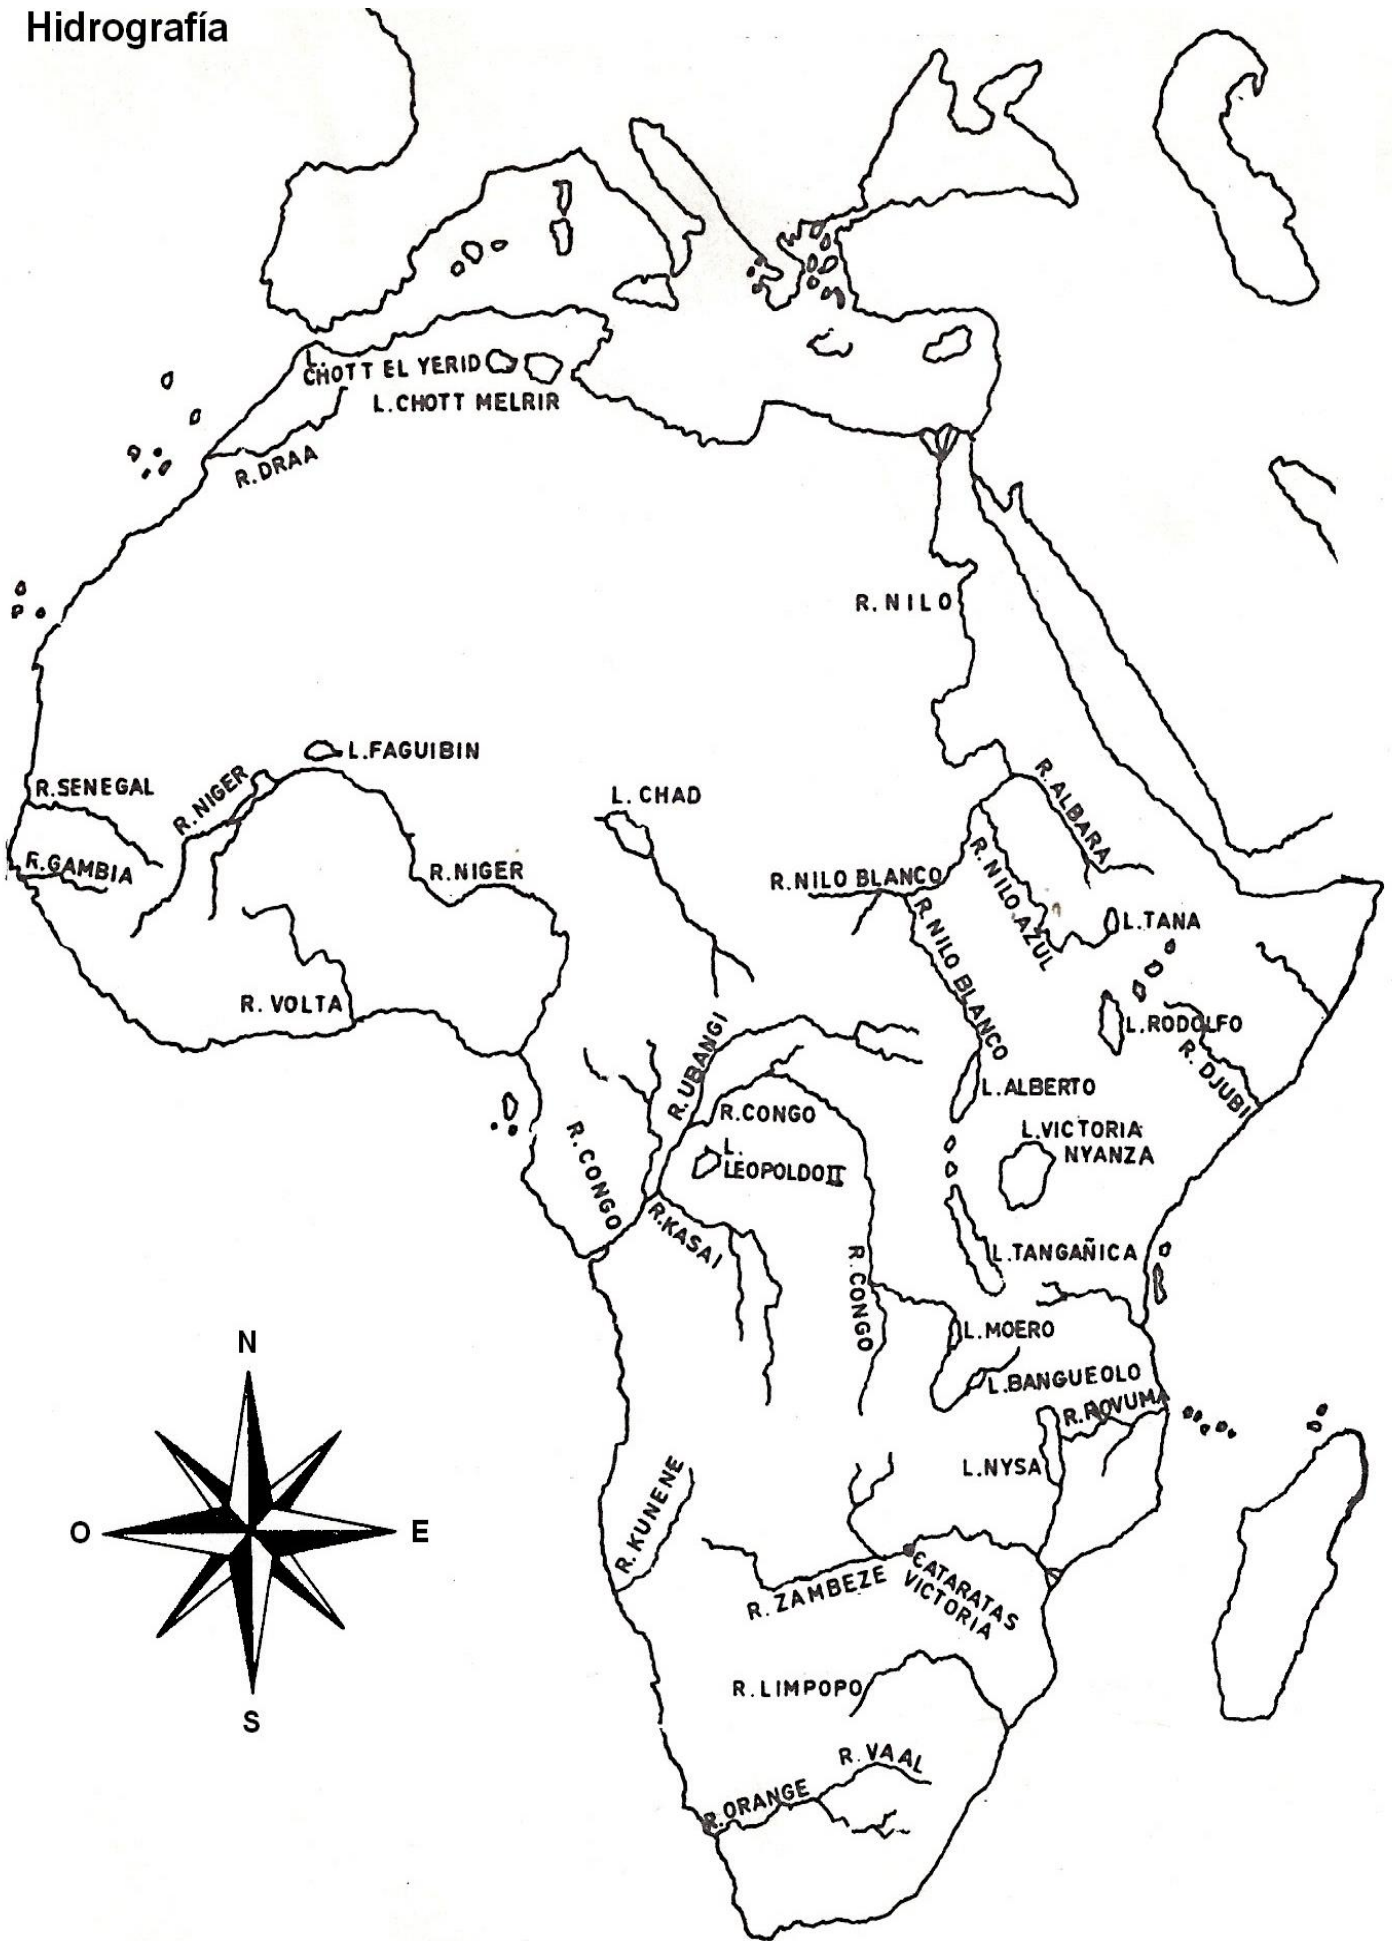 Hidrografía
L.
CHOTT EL YERID
L.CHOTT MELRIR
R.DRAA
R.NILO
L.FAGUIBIN
R.SENEGAL
R.NIGER
L. CHAD
R.ALBARA
R.GAMBIA
R.NIGER
R.NILO BLANCO
R.NILO AZUL
L.TANA
R.NILO BLANCO
R. VOLTA
L.RODOLFO
R. DJUBI
R.UBANGI
L.ALBERTO
R.CONGO
L.VICTORIA
NYANZA
R.CONGO
L.
LEOPOLDO II
R.KASAI
L.TANGAÑICA
R.CONGO
L.MOERO
L.BANGUEOLO
R.ROVUMA
L.NYSA
R.KUNENE
R. ZAMBEZE
CATARATAS
VICTORIA
R.LIMPOPO
R.VAAL
R.ORANGE
N
O
E
S